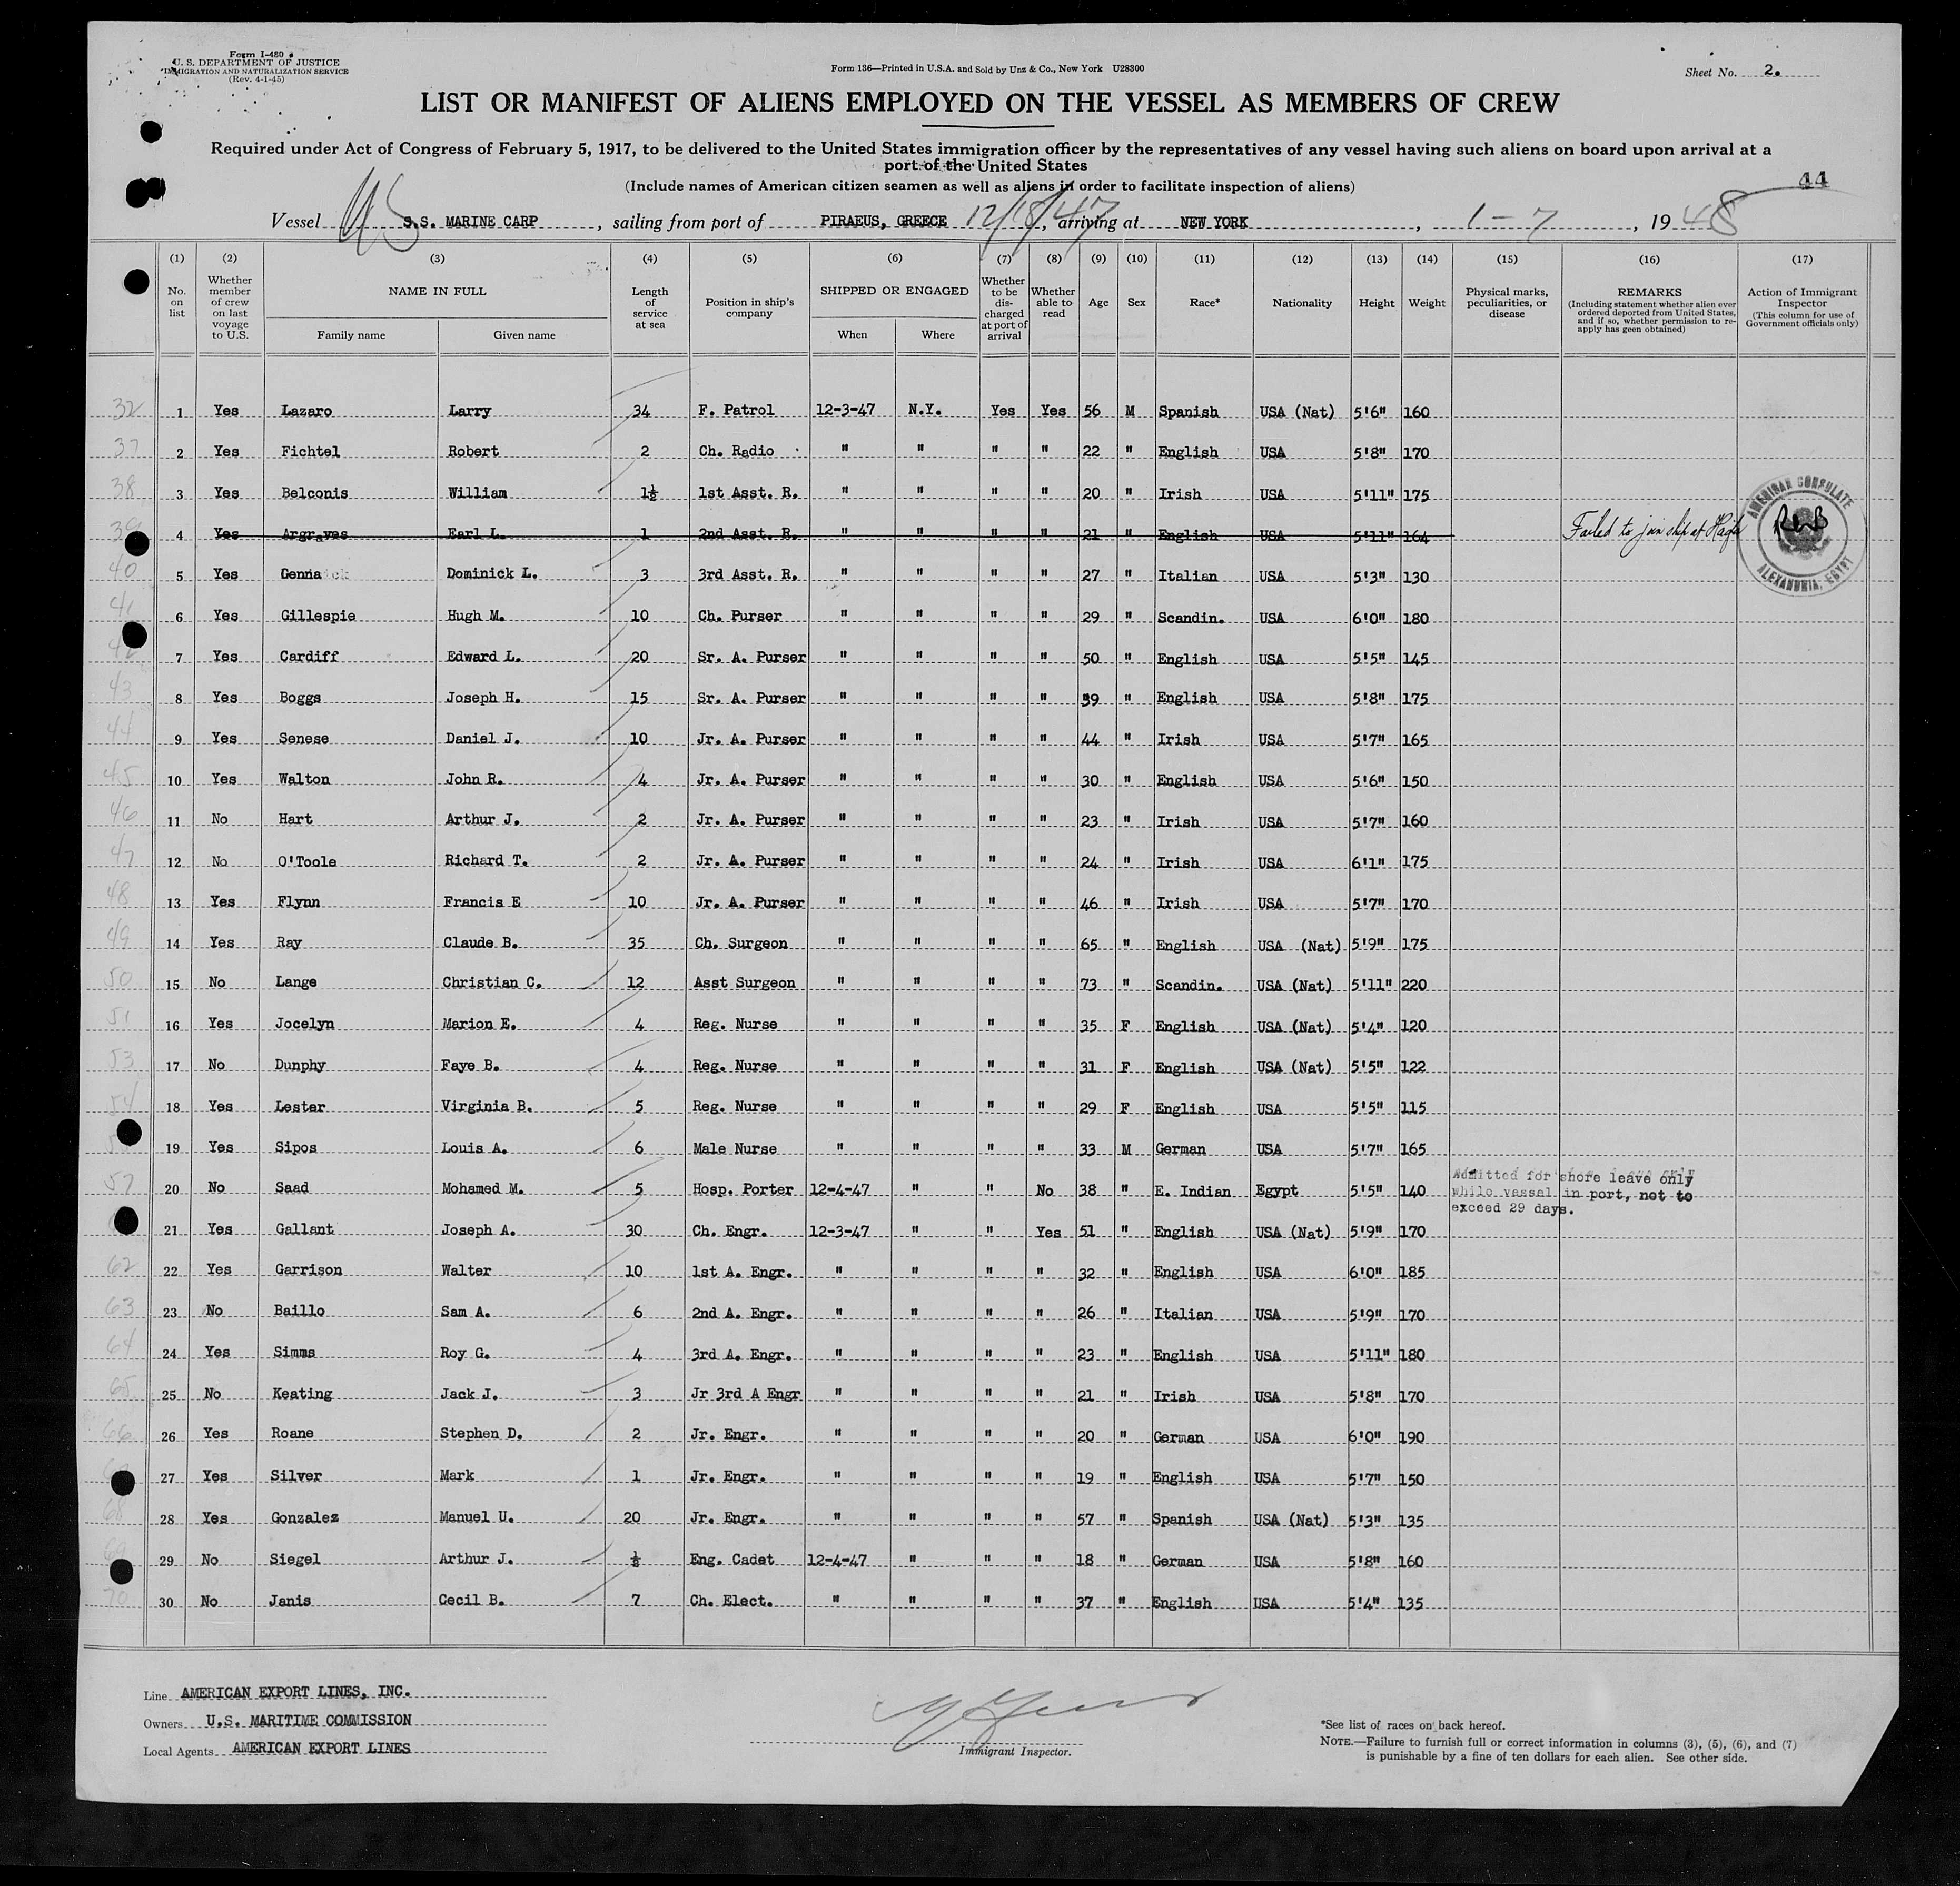 Form I-480
U. S. DEPARTMENT OF JUSTICE
IMMIGRATION AND NATURALIZATION SERVICE
(Rev. 4-1-45)
Form 136—Printed in U.S.A. and Sold by Unz & Co., New York U28300
Sheet No. 2.
LIST OR MANIFEST OF ALIENS EMPLOYED ON THE VESSEL AS MEMBERS OF CREW
Required under Act of Congress of February 5, 1917, to be delivered to the United States immigration officer by the representatives of any vessel having such aliens on board upon arrival at a
port of the United States
(Include names of American citizen seamen as well as aliens in order to facilitate inspection of aliens)
44
Vessel US S.S. MARINE CARP, sailing from port of PIRAEUS, GREECE 12/18/47, arriving at NEW YORK, 1-7, 1948
(1) (2) (3) (4) (5) (6) (7) (8) (9) (10) (11) (12) (13) (14) (15) (16) (17)
No. on list
Whether member of crew on last voyage to U.S.
NAME IN FULL
Family name Given name
Length of service at sea
Position in ship's company
SHIPPED OR ENGAGED
When Where
Whether to be discharged at port of arrival
Whether able to read
Age
Sex
Race*
Nationality
Height
Weight
Physical marks, peculiarities, or disease
REMARKS
(Including statement whether alien ever ordered deported from United States, and if so, whether permission to reapply has geen obtained)
Action of Immigrant Inspector
(This column for use of Government officials only)
32 1 Yes Lazaro Larry 34 F. Patrol 12-3-47 N.Y. Yes Yes 56 M Spanish USA (Nat) 5'6" 160
37 2 Yes Fichtel Robert 2 Ch. Radio " " " " 22 " English USA 5'8" 170
38 3 Yes Belconis William 1½ 1st Asst. R. " " " " 20 " Irish USA 5'11" 175
39 4 Yes Argraves Earl L. 1 2nd Asst. R. " " " " 21 " English USA 5'11" 164 Failed to join ship at Haifa RWB
AMERICAN CONSULATE
ALEXANDRIA, EGYPT
40 5 Yes Genna Dominick L. 3 3rd Asst. R. " " " " 27 " Italian USA 5'3" 130
41 6 Yes Gillespie Hugh M. 10 Ch. Purser " " " " 29 " Scandin. USA 6'0" 180
42 7 Yes Cardiff Edward L. 20 Sr. A. Purser " " " " 50 " English USA 5'5" 145
43 8 Yes Boggs Joseph H. 15 Sr. A. Purser " " " " 39 " English USA 5'8" 175
44 9 Yes Senese Daniel J. 10 Jr. A. Purser " " " " 44 " Irish USA 5'7" 165
45 10 Yes Walton John R. 4 Jr. A. Purser " " " " 30 " English USA 5'6" 150
46 11 No Hart Arthur J. 2 Jr. A. Purser " " " " 23 " Irish USA 5'7" 160
47 12 No O'Toole Richard T. 2 Jr. A. Purser " " " " 24 " Irish USA 6'1" 175
48 13 Yes Flynn Francis E 10 Jr. A. Purser " " " " 46 " Irish USA 5'7" 170
49 14 Yes Ray Claude B. 35 Ch. Surgeon " " " " 65 " English USA (Nat) 5'9" 175
50 15 No Lange Christian C. 12 Asst Surgeon " " " " 73 " Scandin. USA (Nat) 5'11" 220
51 16 Yes Jocelyn Marion E. 4 Reg. Nurse " " " " 35 F English USA (Nat) 5'4" 120
53 17 No Dunphy Faye B. 4 Reg. Nurse " " " " 31 F English USA (Nat) 5'5" 122
54 18 Yes Lester Virginia B. 5 Reg. Nurse " " " " 29 F English USA 5'5" 115
19 Yes Sipos Louis A. 6 Male Nurse " " " " 33 M German USA 5'7" 165
57 20 No Saad Mohamed M. 5 Hosp. Porter 12-4-47 " " No 38 " E. Indian Egypt 5'5" 140 Admitted for shore leave only
while vessel in port, not to
exceed 29 days.
21 Yes Gallant Joseph A. 30 Ch. Engr. 12-3-47 " " Yes 51 " English USA (Nat) 5'9" 170
62 22 Yes Garrison Walter 10 1st A. Engr. " " " " 32 " English USA 6'0" 185
63 23 No Baillo Sam A. 6 2nd A. Engr. " " " " 26 " Italian USA 5'9" 170
64 24 Yes Simms Roy G. 4 3rd A. Engr. " " " " 23 " English USA 5'11" 180
65 25 No Keating Jack J. 3 Jr 3rd A Engr " " " " 21 " Irish USA 5'8" 170
66 26 Yes Roane Stephen D. 2 Jr. Engr. " " " " 20 " German USA 6'0" 190
27 Yes Silver Mark 1 Jr. Engr. " " " " 19 " English USA 5'7" 150
68 28 Yes Gonzalez Manuel U. 20 Jr. Engr. " " " " 57 " Spanish USA (Nat) 5'3" 135
69 29 No Siegel Arthur J. ½ Eng. Cadet 12-4-47 " " " 18 " German USA 5'8" 160
70 30 No Janis Cecil B. 7 Ch. Elect. " " " " 37 " English USA 5'4" 135
Line AMERICAN EXPORT LINES, INC.
Owners U.S. MARITIME COMMISSION
Local Agents AMERICAN EXPORT LINES
Immigrant Inspector.
*See list of races on back hereof.
NOTE.—Failure to furnish full or correct information in columns (3), (5), (6), and (7)
is punishable by a fine of ten dollars for each alien. See other side.